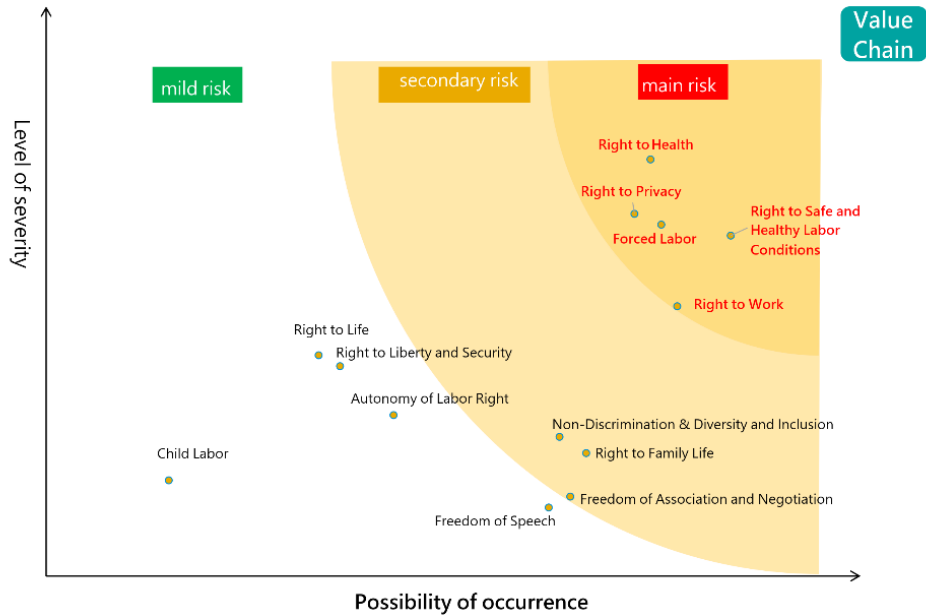 Value
Chain
mild risk
secondary risk
main risk
Level of severity
Right to Health
Right to Privacy
Forced Labor
Right to Safe and
Healthy Labor
Conditions
Right to Work
Right to Life
Right to Liberty and Security
Autonomy of Labor Right
Non-Discrimination & Diversity and Inclusion
Right to Family Life
Child Labor
Freedom of Association and Negotiation
Freedom of Speech
Possibility of occurrence